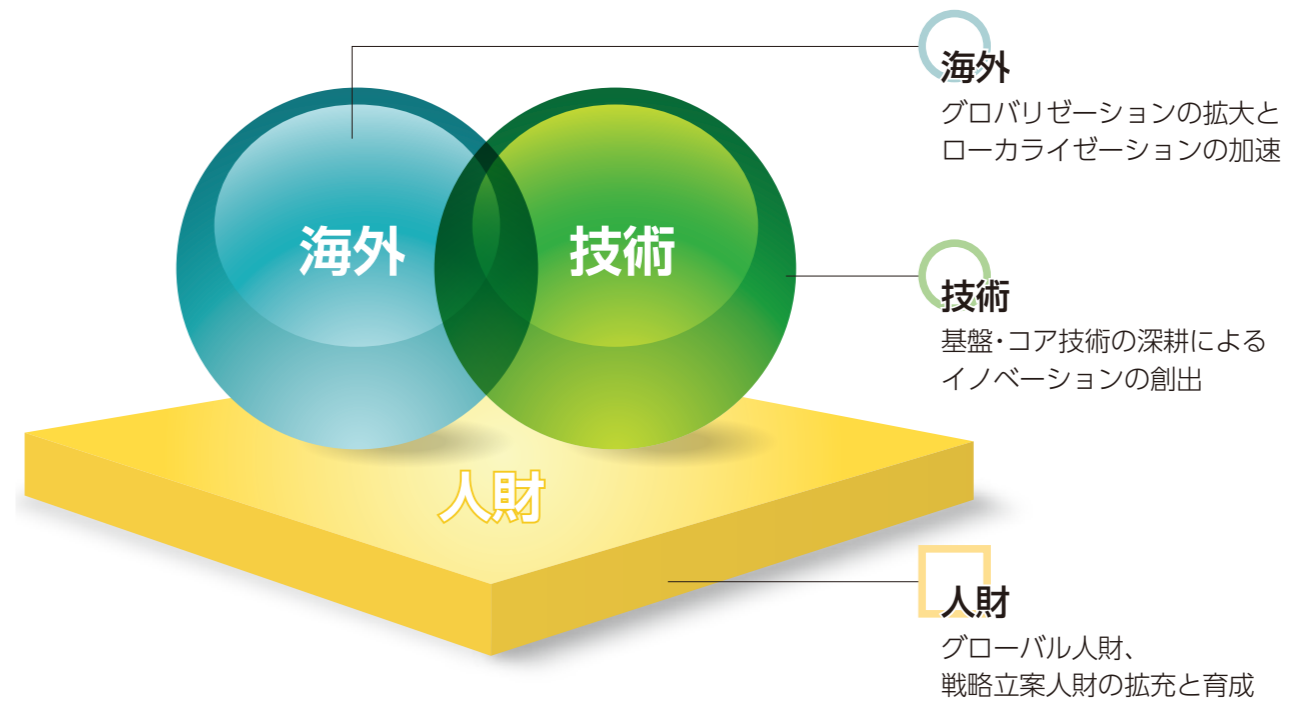 海外
技術
人財
海外
グロバリゼーションの拡大と
ローカライゼーションの加速
技術
基盤・コア技術の深耕による
イノベーションの創出
人財
グローバル人財、
戦略立案人財の拡充と育成